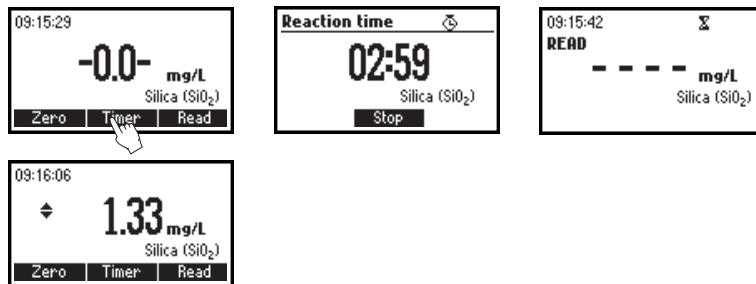 09:15:29
-0.0- mg/L
Silica (SiO₂)
Zero Timer Read
Reaction time
02:59
Silica (SiO₂)
Stop
09:15:42
READ
- - - - mg/L
Silica (SiO₂)
09:16:06
1.33 mg/L
Silica (SiO₂)
Zero Timer Read